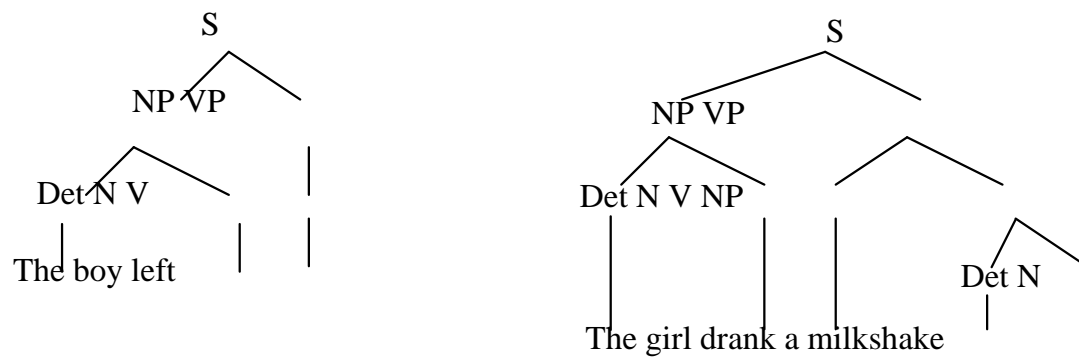 S
NP VP
Det N V
The boy left
S
NP VP
Det N V NP
Det N
The girl drank a milkshake